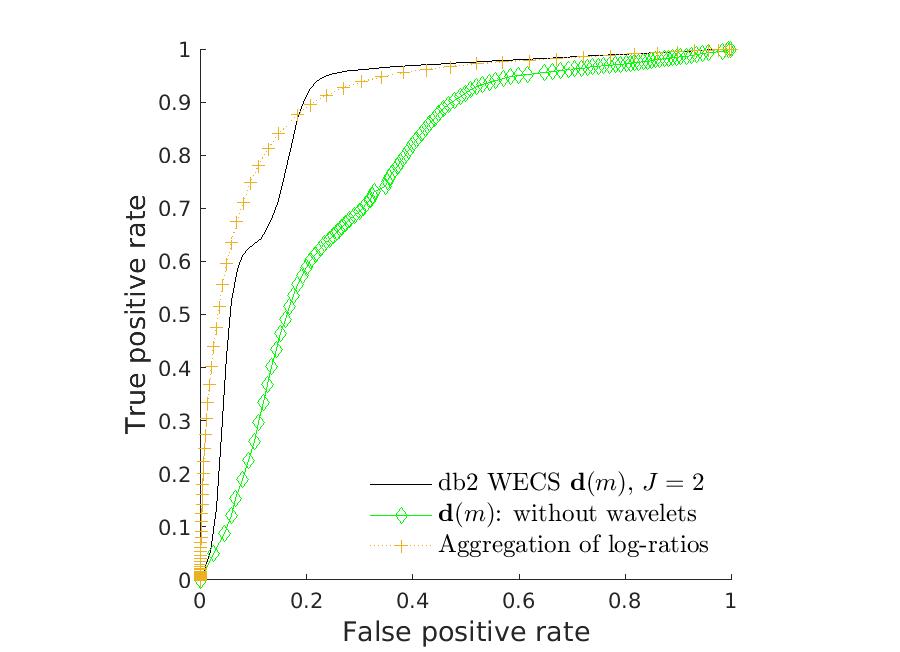 1
0.9
0.8
0.7
0.6
0.5
0.4
0.3
0.2
0.1
0
True positive rate
db2 WECS d(m), J = 2
d(m): without wavelets
Aggregation of log-ratios
0 0.2 0.4 0.6 0.8 1
False positive rate